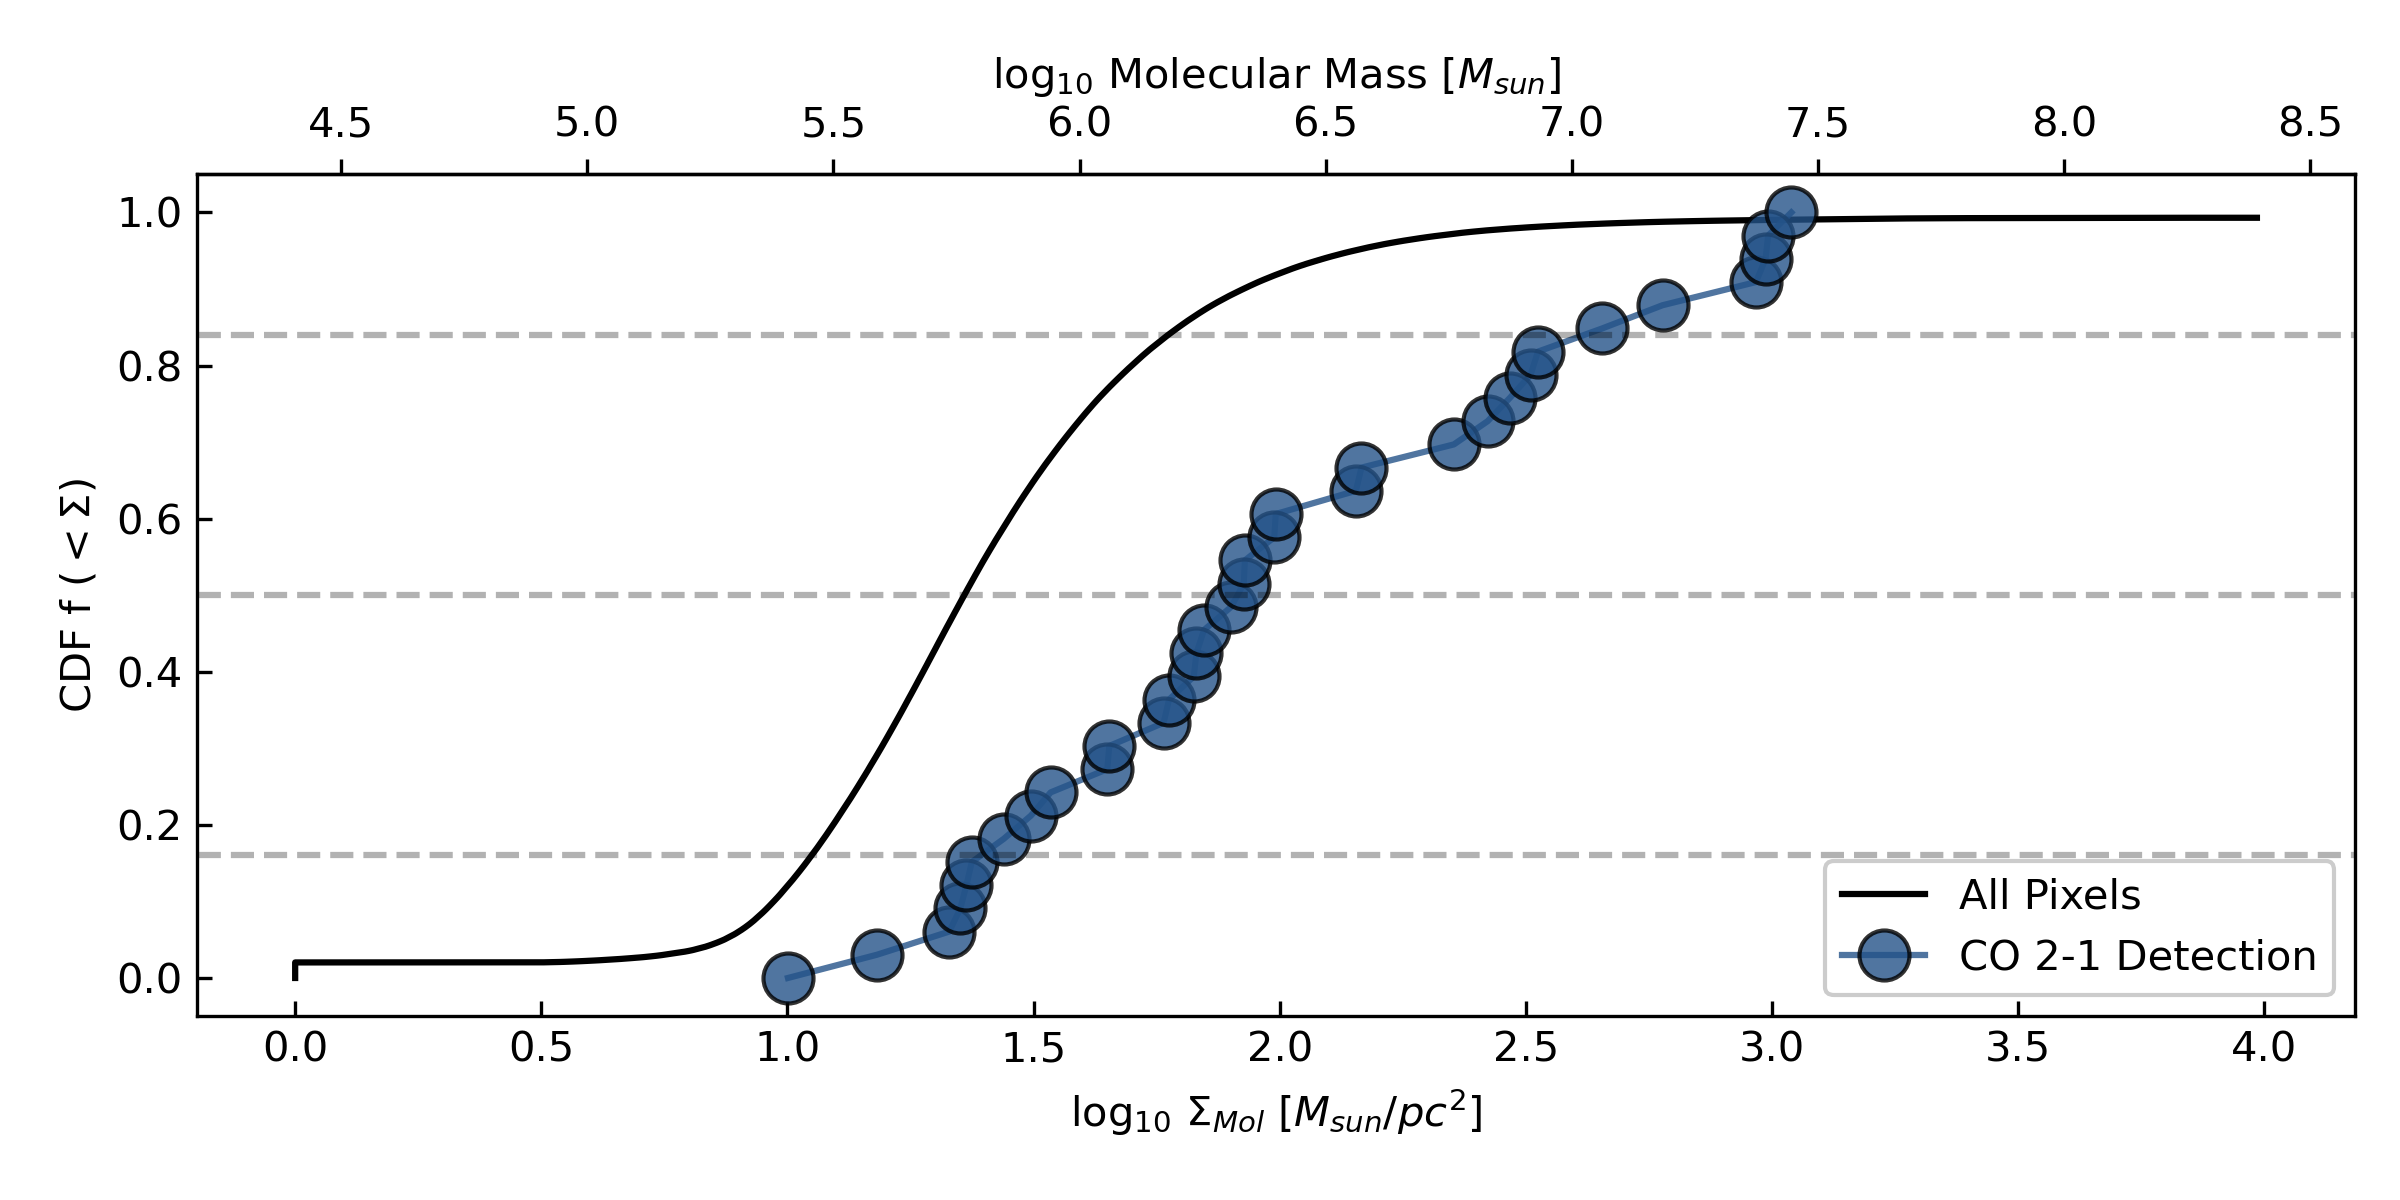 log₁₀ Molecular Mass [M_sun]
4.5 5.0 5.5 6.0 6.5 7.0 7.5 8.0 8.5
CDF f ( < Σ)
1.0
0.8
0.6
0.4
0.2
0.0
All Pixels
CO 2-1 Detection
0.0 0.5 1.0 1.5 2.0 2.5 3.0 3.5 4.0
log₁₀ Σ_Mol [M_sun/pc²]